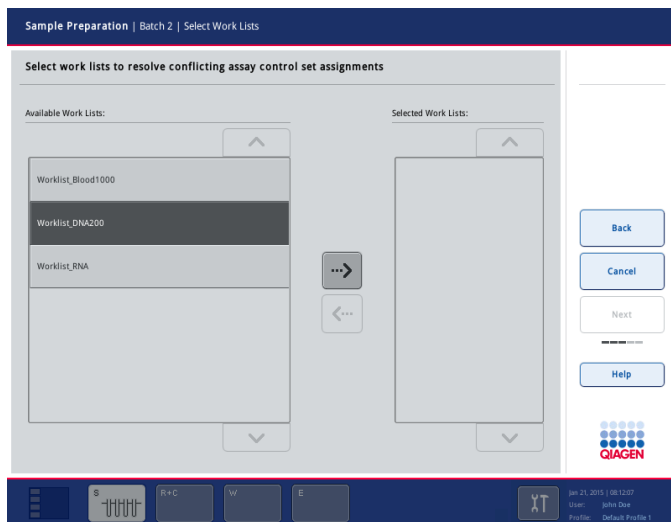 Sample Preparation | Batch 2 | Select Work Lists
Select work lists to resolve conflicting assay control set assignments
Available Work Lists:
Selected Work Lists:
Worklist_Blood1000
Worklist_DNA200
Worklist_RNA
Back
Cancel
Next
Help
QIAGEN
S
R+C
W
E
Jan 21, 2015 | 08:12:07
User: John Doe
Profile: Default Profile 1